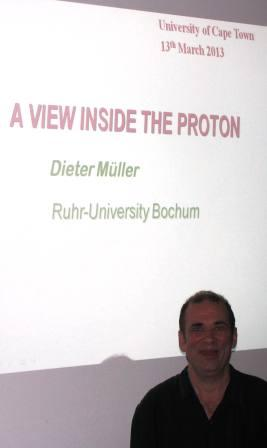 University of Cape Town
13th March 2013
A VIEW INSIDE THE PROTON
Dieter Müller
Ruhr-University Bochum